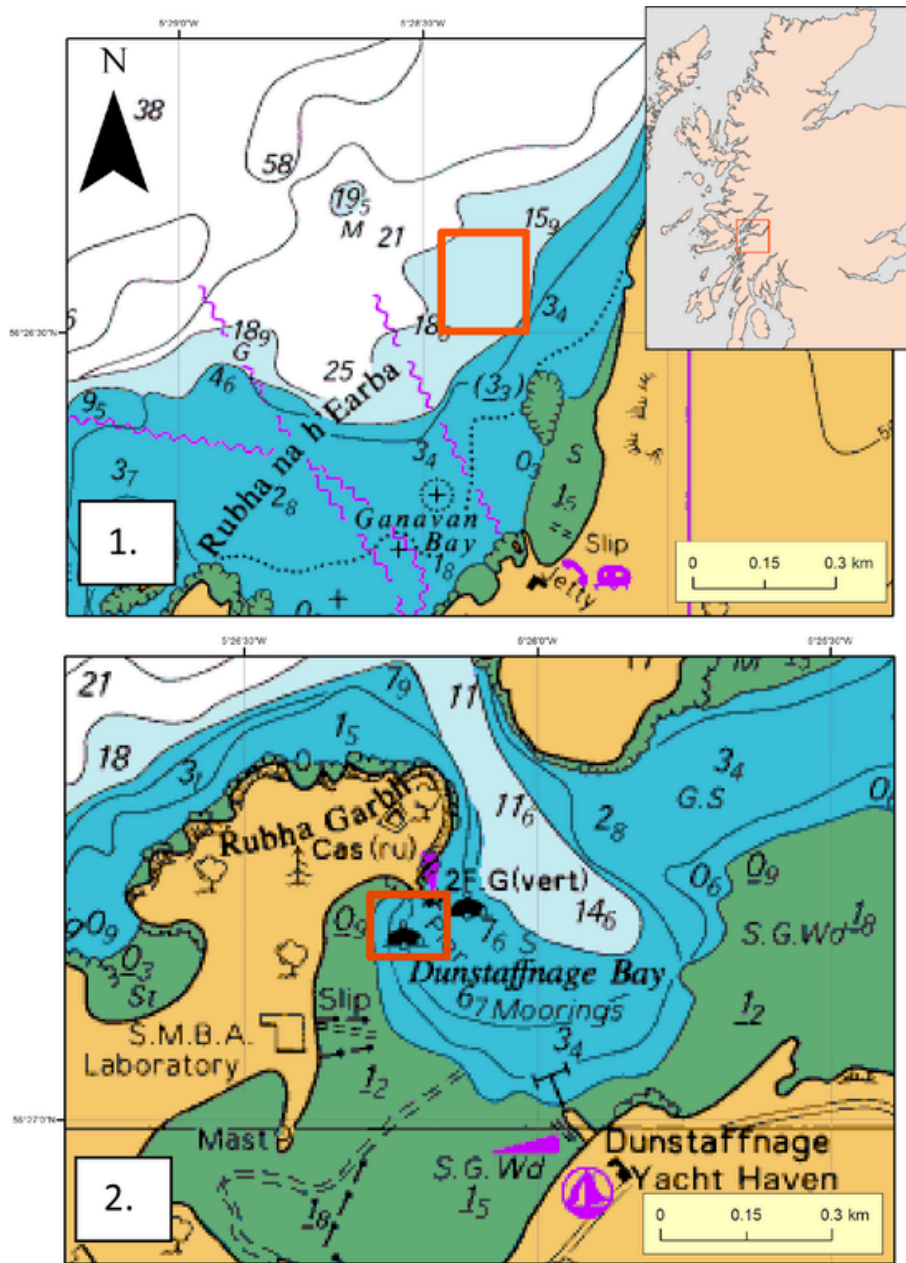 5°29'0"W
5°28'30"W
N
38
58
19₅
M
21
15₉
56°26'30"N
18₉
G
3₄
25
4₆
(3₃)
9₅
Rubha na h'Earba
3₄
0₃
S
3₇
2₈
1₅
1.
Ganavan
Bay
1₈
Slip
Jetty
0 0.15 0.3 km
5°26'30"W
5°26'0"W
5°25'30"W
21
7₉
11
M
18
1₅
3₄
G.S
3₁
Rubha Garbh
11₆
2₈
Cas (ru)
0₆
0₉
2F.G(vert)
14₆
1₈
0₉
0₉
7₆
S
S.G.Wd
0₃
St
Dunstaffnage Bay
6₇ Moorings
Slip
1₂
S.M.B.A.
Laboratory
3₄
1₂
56°27'0"N
Mast
Dunstaffnage
Yacht Haven
S.G.Wd
1₅
1₈
2.
0 0.15 0.3 km